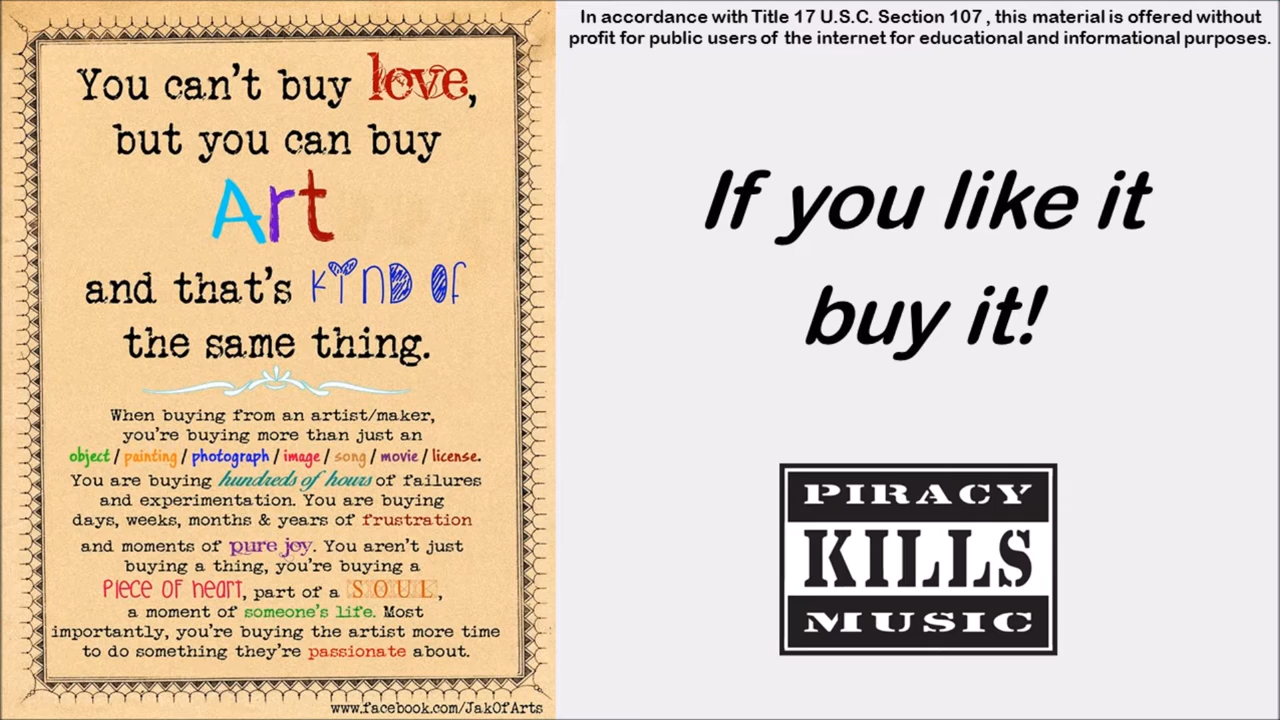 You can't buy love,
but you can buy
Art
and that's KIND OF
the same thing.
When buying from an artist/maker,
you're buying more than just an
object / painting / photograph / image / song / movie / license.
You are buying hundreds of hours of failures
and experimentation. You are buying
days, weeks, months & years of frustration
and moments of pure joy. You aren't just
buying a thing, you're buying a
piece of heart, part of a SOUL,
a moment of someone's life. Most
importantly, you're buying the artist more time
to do something they're passionate about.
www.facebook.com/JakOfArts
In accordance with Title 17 U.S.C. Section 107 , this material is offered without
profit for public users of the internet for educational and informational purposes.
If you like it
buy it!
PIRACY
KILLS
MUSIC